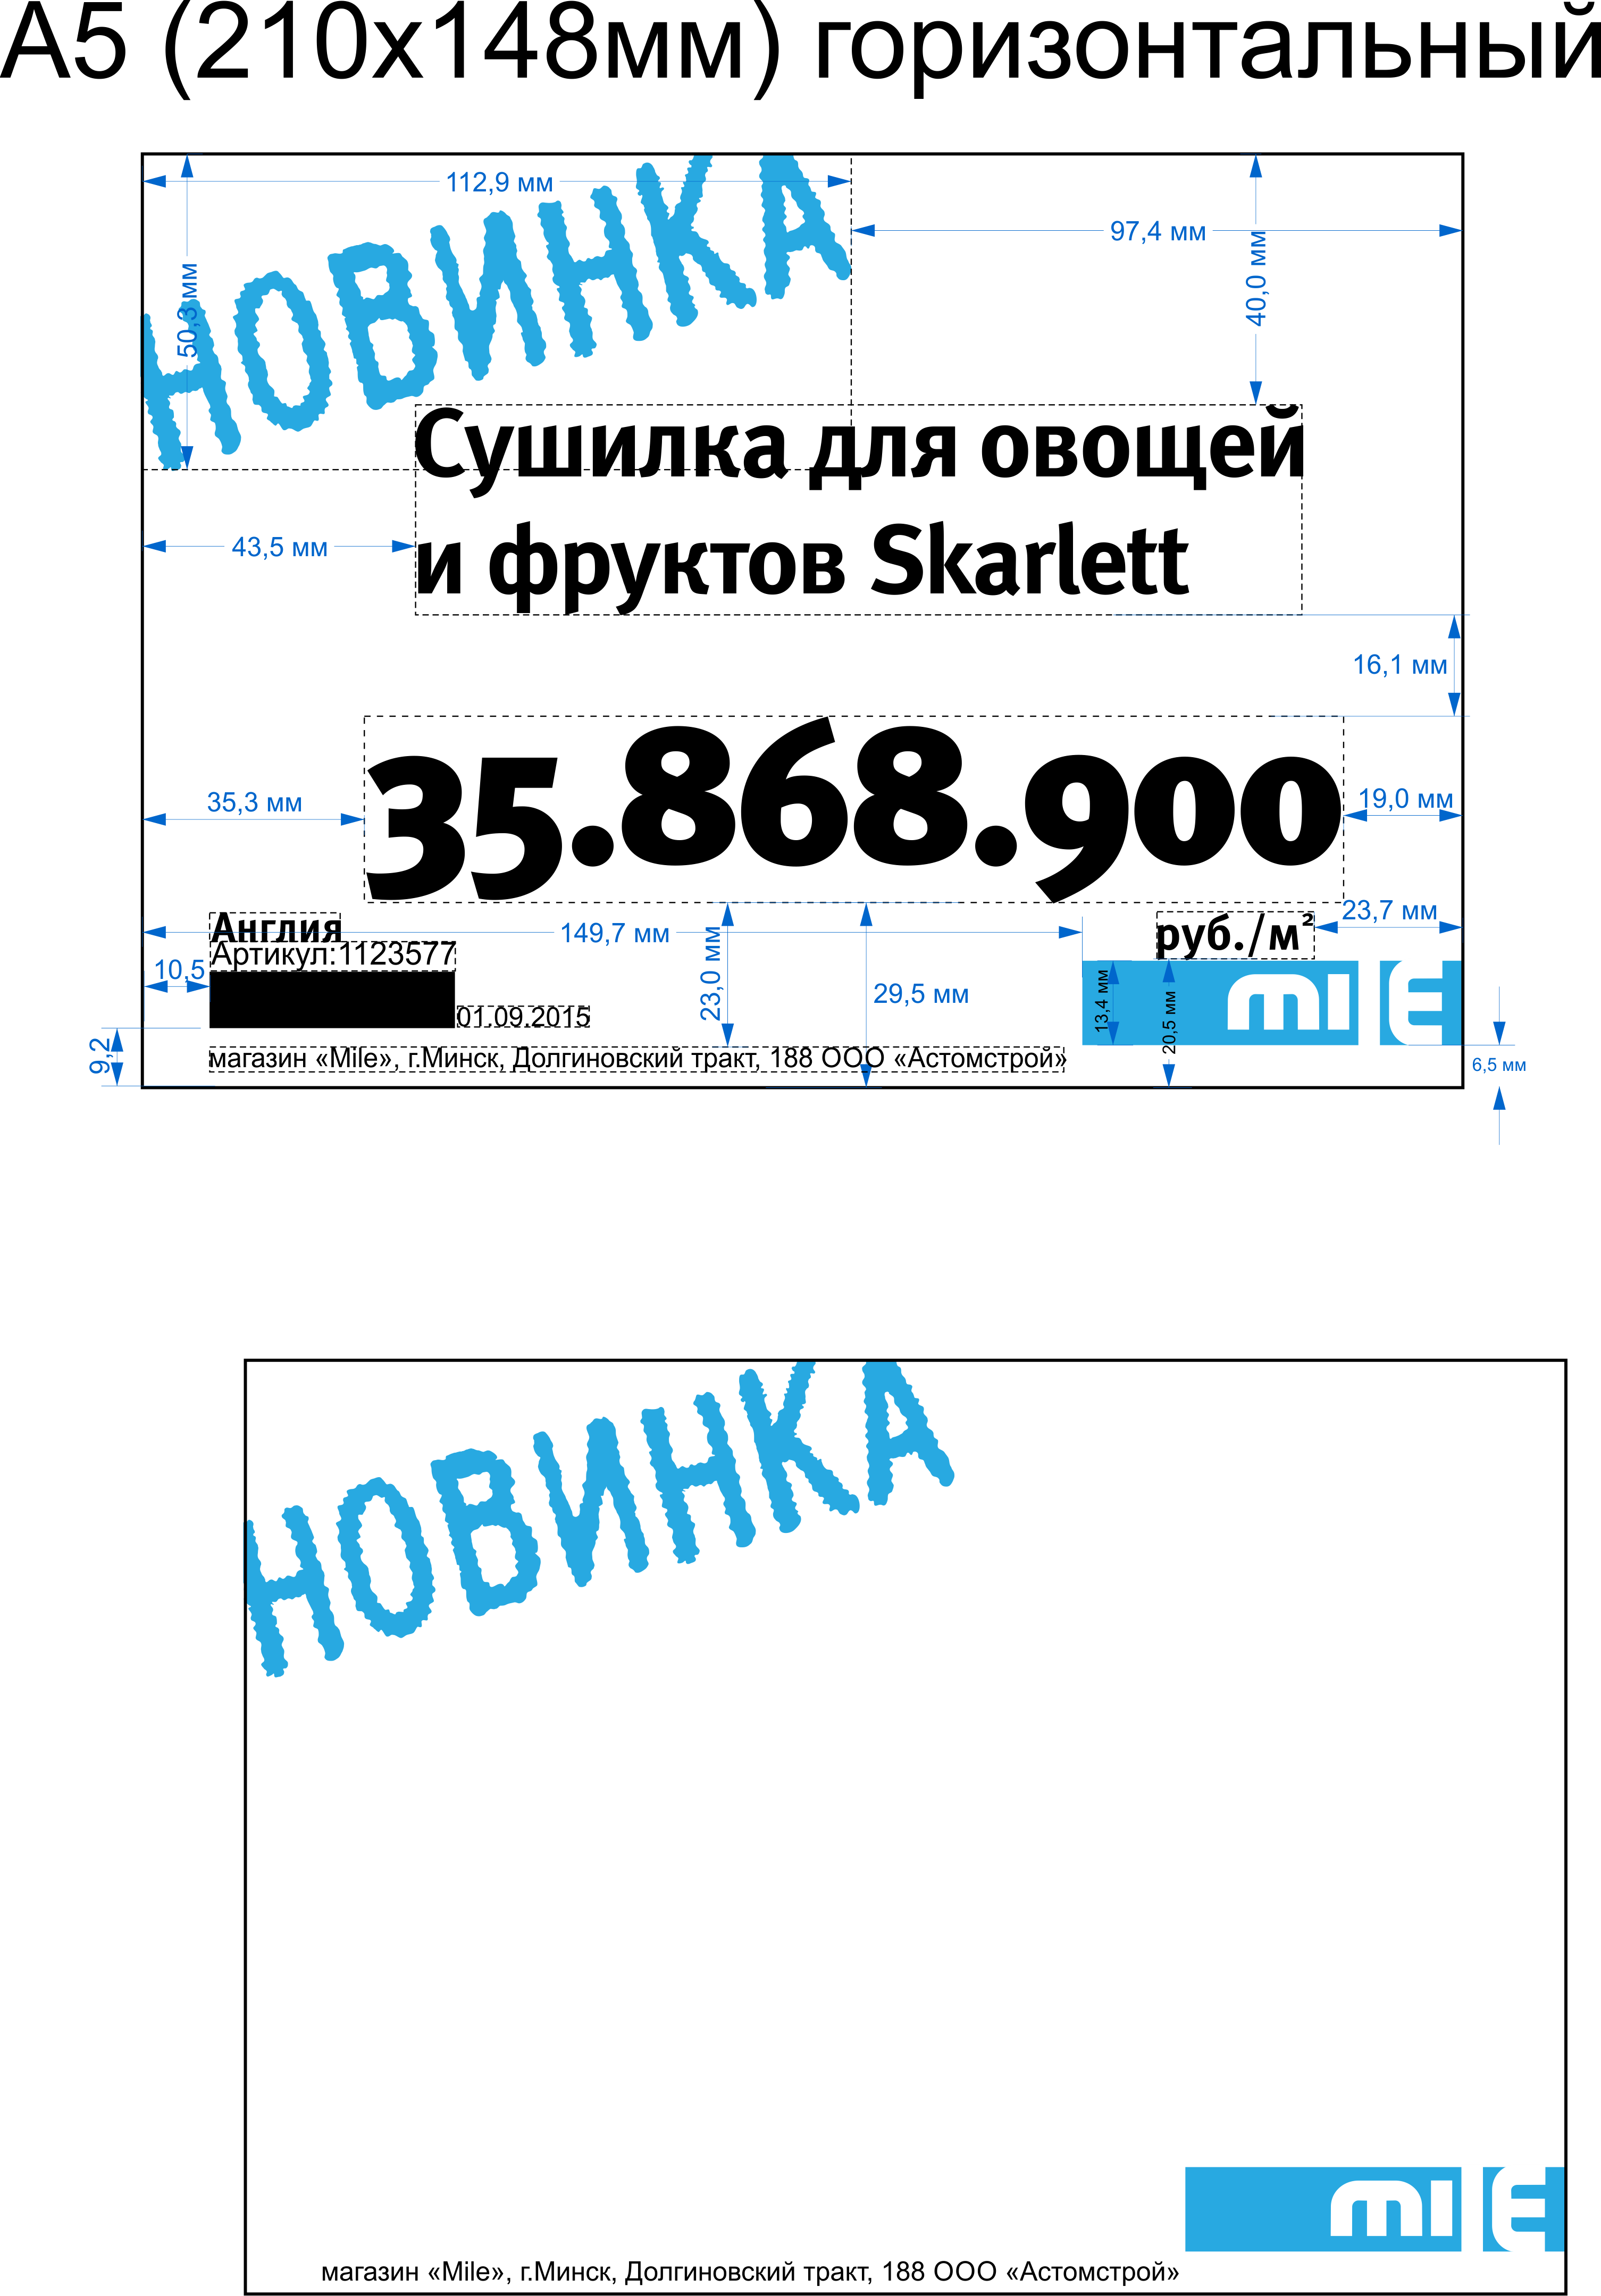 А5 (210х148мм) горизонтальный
НОВИНКА
112,9 мм
97,4 мм
50,3 мм
40,0 мм
Сушилка для овощей
и фруктов Skarlett
43,5 мм
16,1 мм
35.868.900
35,3 мм
19,0 мм
Англия
149,7 мм
руб./м²
23,7 мм
Артикул:1123577
10,5
23,0 мм
29,5 мм
13,4 мм
20,5 мм
mile
01.09.2015
9,2
магазин «Mile», г.Минск, Долгиновский тракт, 188 ООО «Астомстрой»
6,5 мм
НОВИНКА
mile
магазин «Mile», г.Минск, Долгиновский тракт, 188 ООО «Астомстрой»